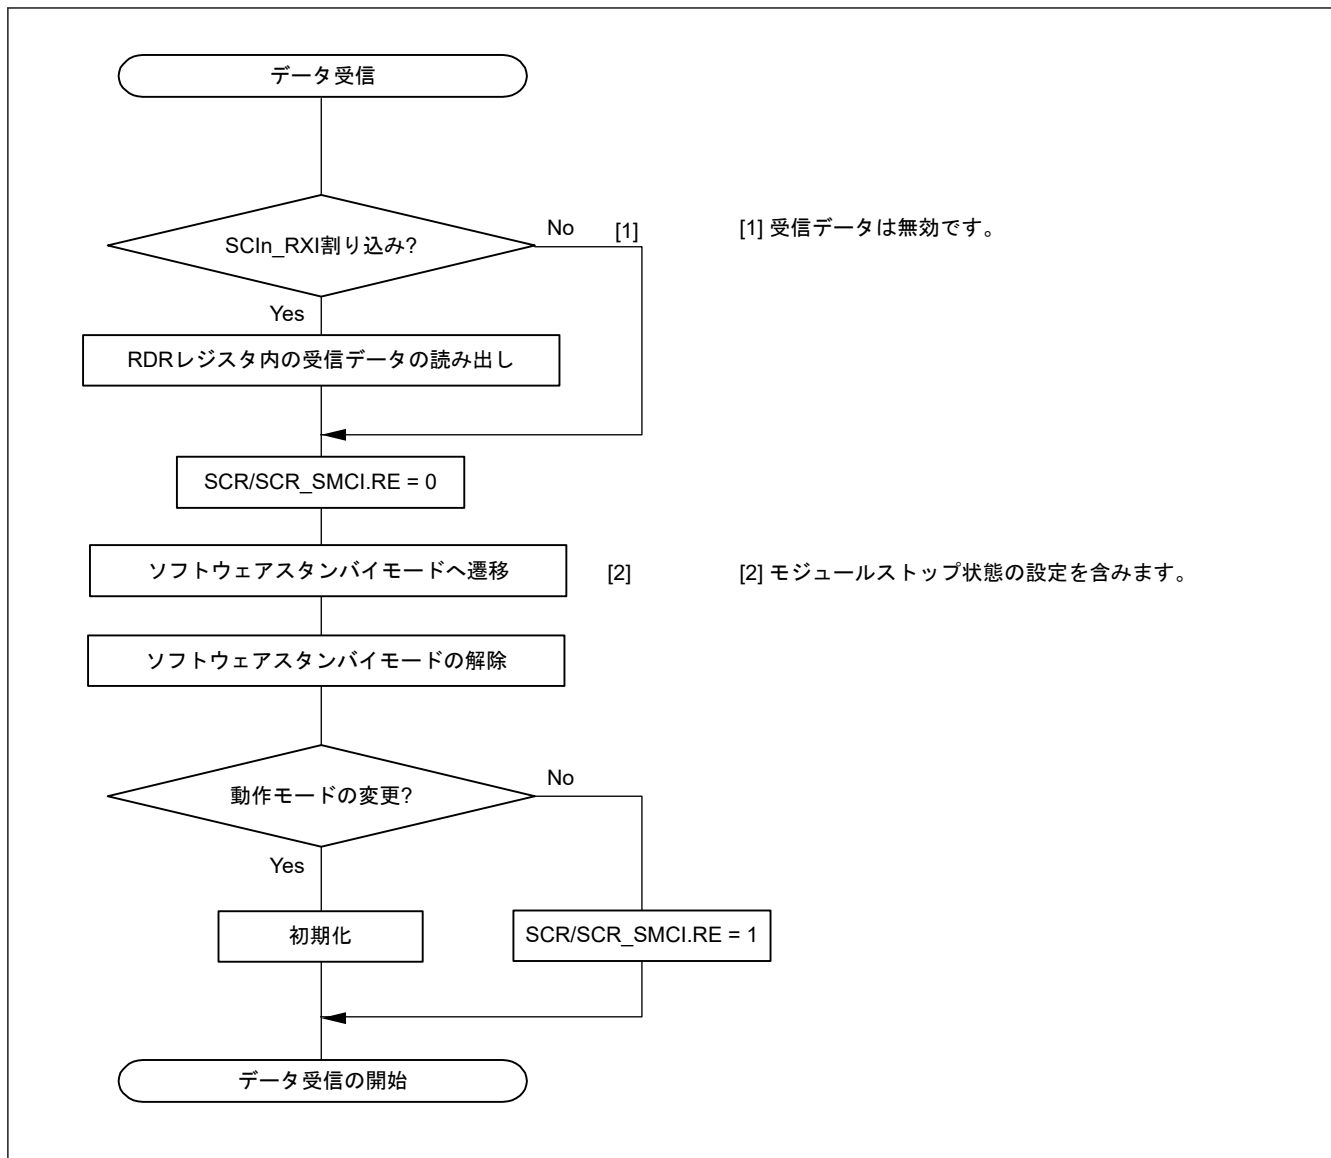 データ受信
No
[1]
[1] 受信データは無効です。
SCIn_RXI割り込み?
Yes
RDRレジスタ内の受信データの読み出し
SCR/SCR_SMCI.RE = 0
ソフトウェアスタンバイモードへ遷移
[2]
[2] モジュールストップ状態の設定を含みます。
ソフトウェアスタンバイモードの解除
動作モードの変更?
No
Yes
初期化
SCR/SCR_SMCI.RE = 1
データ受信の開始